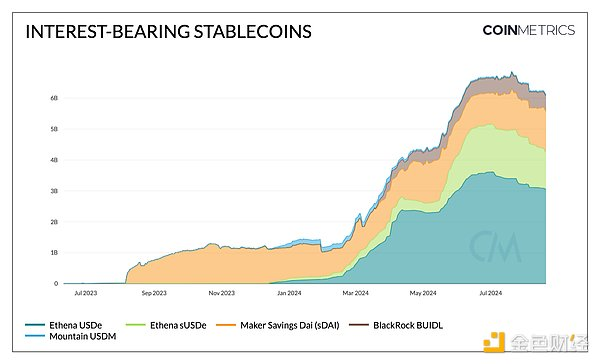 INTEREST-BEARING STABLECOINS
COINMETRICS
6B
5B
4B
3B
2B
1B
0
Jul 2023
Sep 2023
Nov 2023
Jan 2024
Mar 2024
May 2024
Jul 2024
CM
Ethena USDe
Ethena sUSDe
Maker Savings Dai (sDAI)
BlackRock BUIDL
Mountain USDM
金色财经